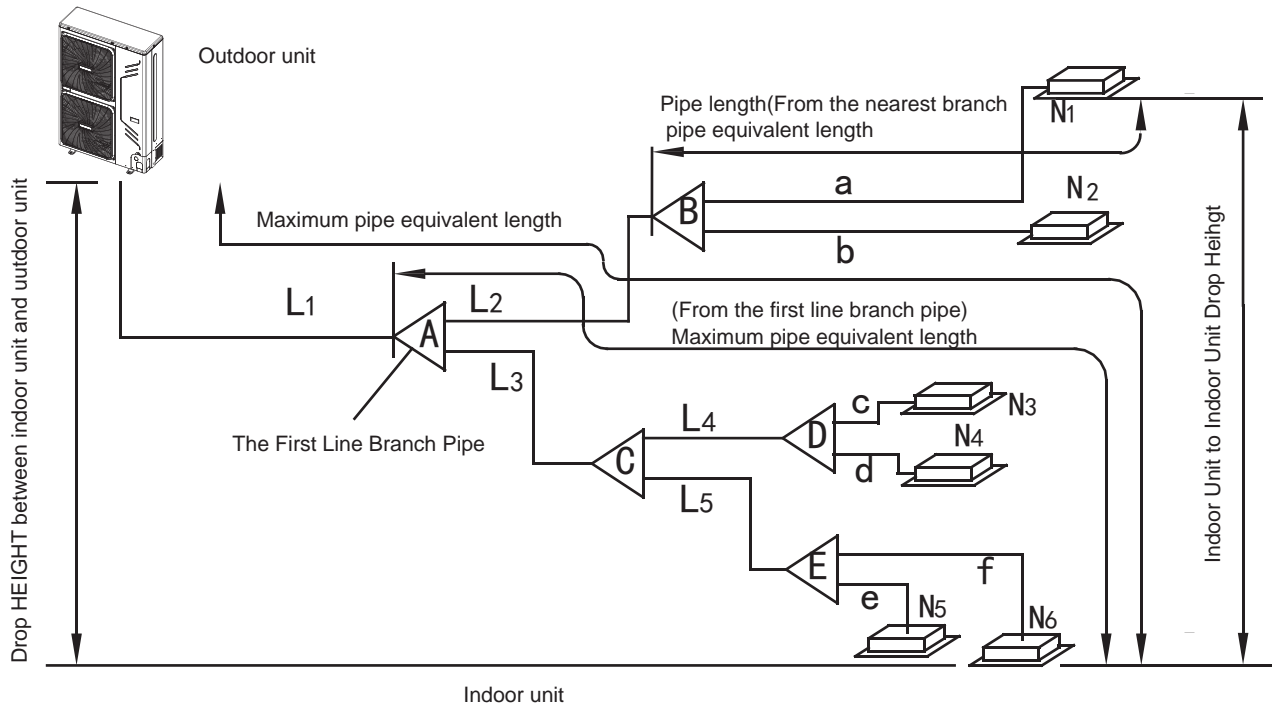 Outdoor unit
Pipe length(From the nearest branch
pipe equivalent length
N1
a
N2
B
Maximum pipe equivalent length
b
L1
L2
(From the first line branch pipe)
Maximum pipe equivalent length
A
L3
c
N3
The First Line Branch Pipe
L4
D
N4
C
d
L5
E
f
e
N5
N6
Drop HEIGHT between indoor unit and uutdoor unit
Indoor Unit to Indoor Unit Drop Heihgt
Indoor unit